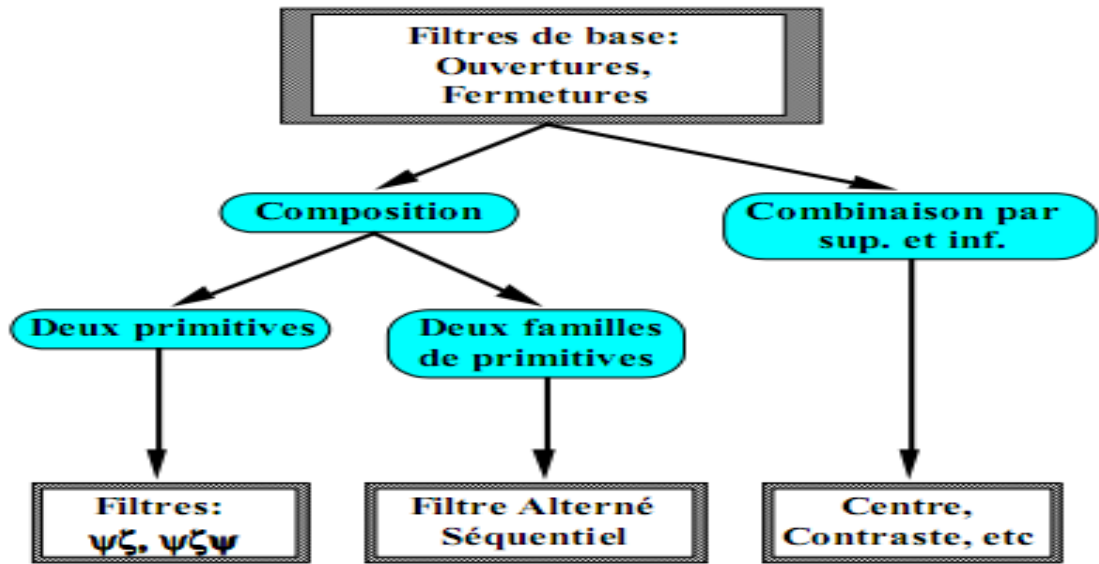 Filtres de base:
Ouvertures,
Fermetures
Composition
Combinaison par
sup. et inf.
Deux primitives
Deux familles
de primitives
Filtres:
ψζ, ψζψ
Filtre Alterné
Séquentiel
Centre,
Contraste, etc